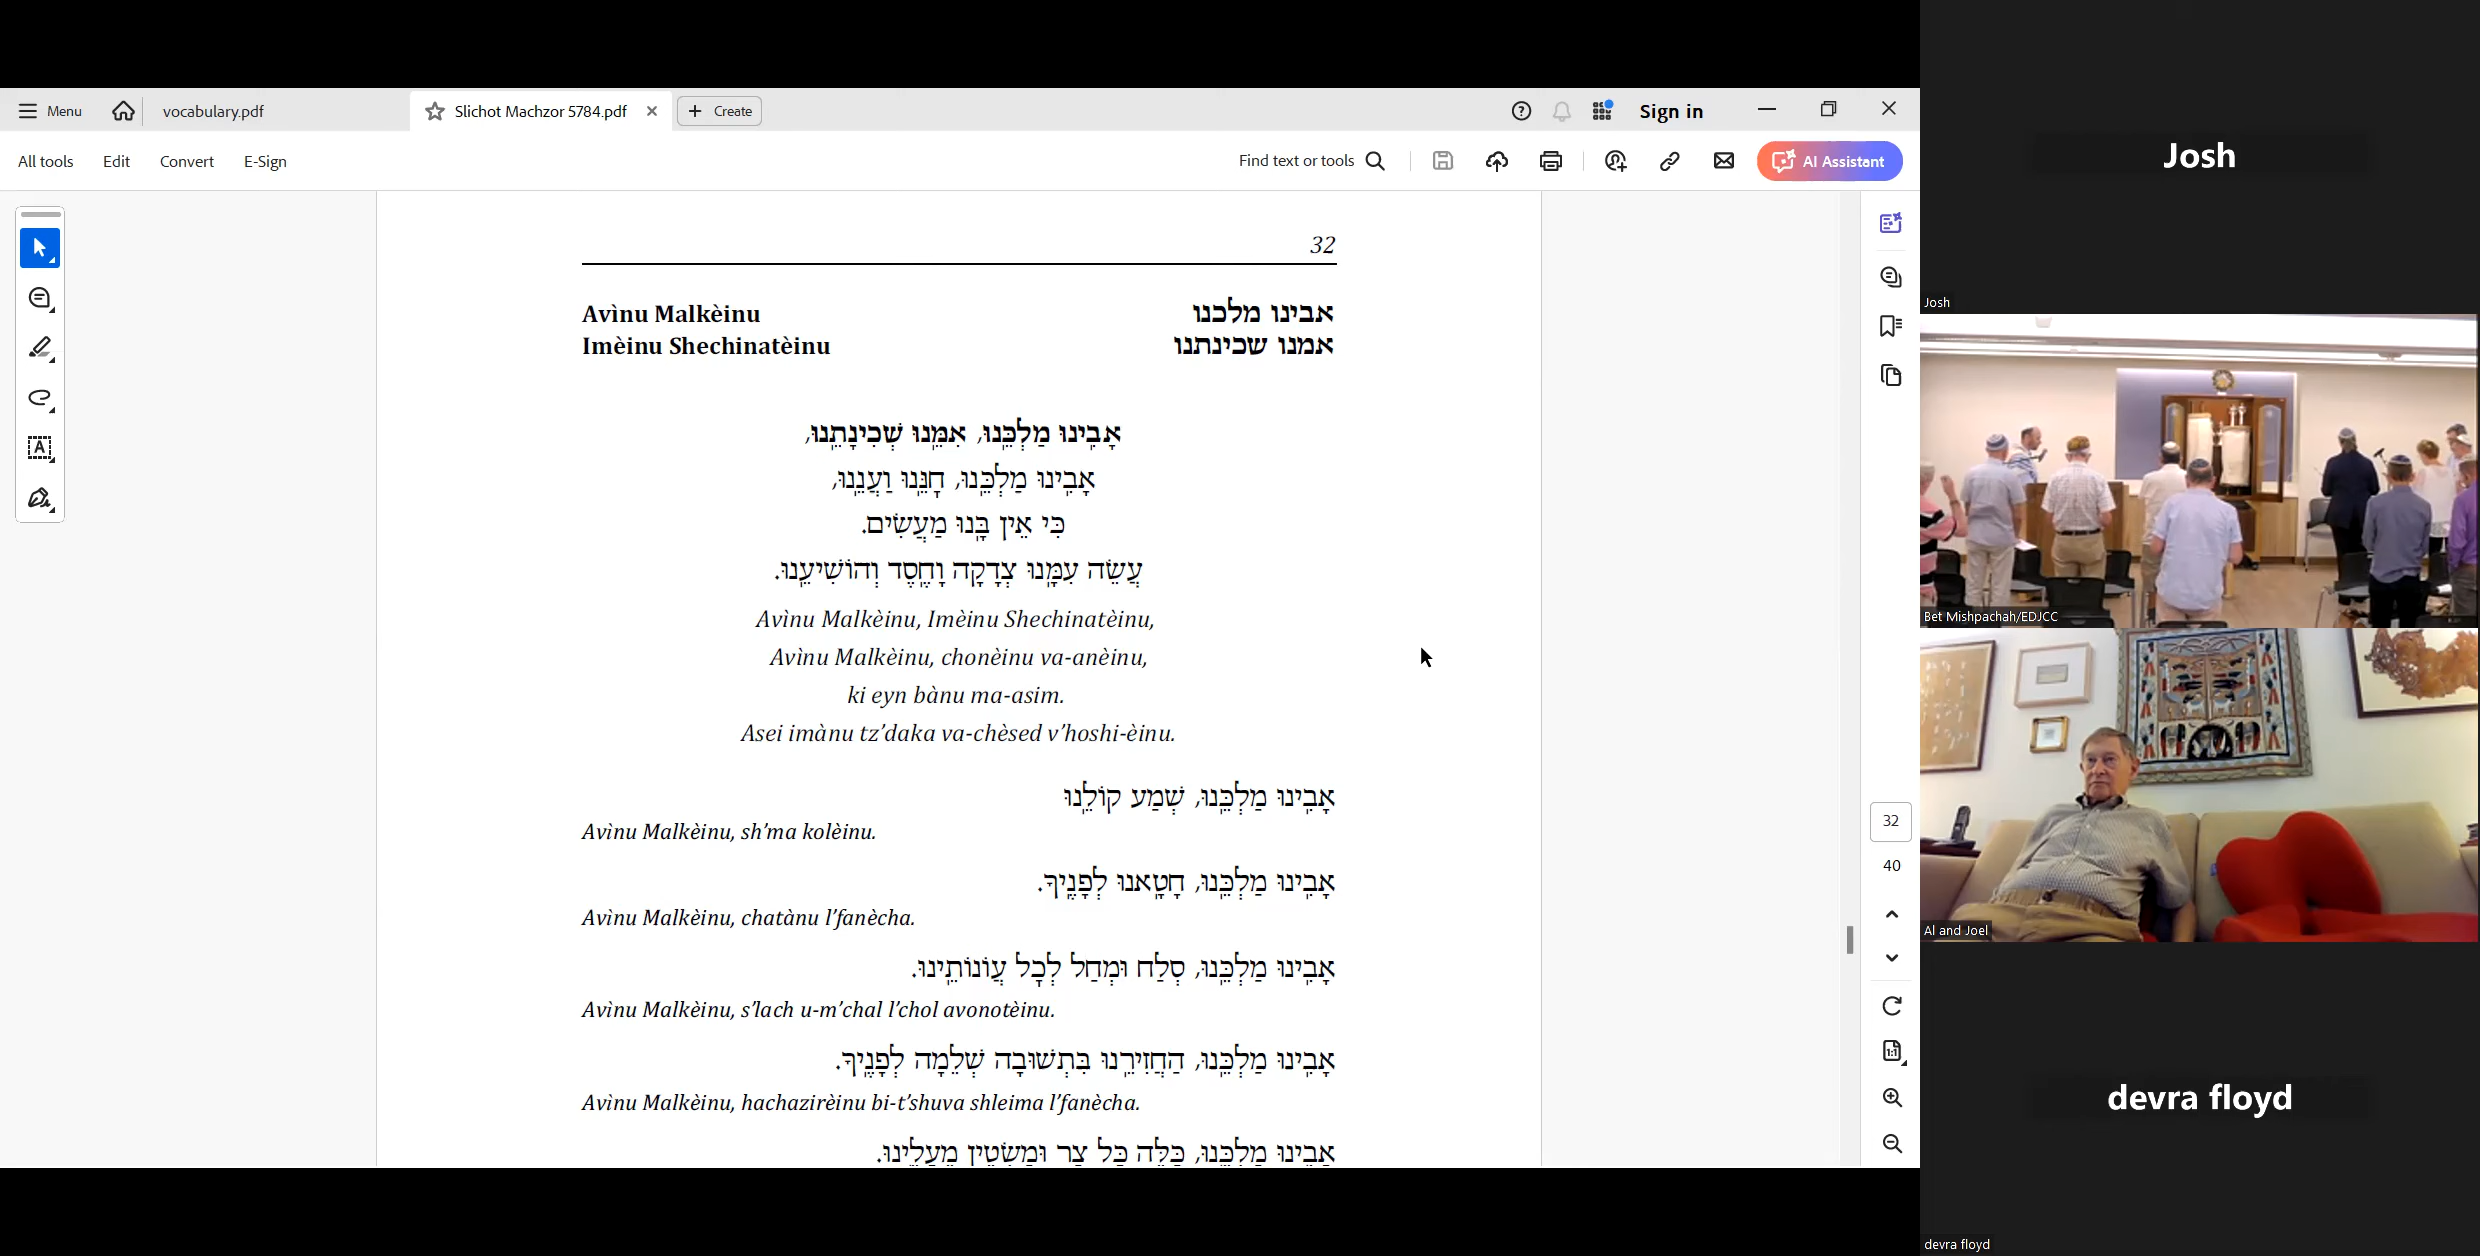 Menu
vocabulary.pdf
Slichot Machzor 5784.pdf
Create
Sign in
All tools
Edit
Convert
E-Sign
Find text or tools
AI Assistant
32
Avìnu Malkèinu
אבינו מלכנו
Imèinu Shechinatèinu
אמנו שכינתנו
אָבִֽינוּ מַלְכֵּֽנוּ, אִמֵּֽנוּ שְׁכִינָתֵֽנוּ,
אָבִֽינוּ מַלְכֵּֽנוּ, חָנֵּֽנוּ וַעֲנֵֽנוּ,
כִּי אֵין בָּֽנוּ מַעֲשִׂים.
עֲשֵׂה עִמָּֽנוּ צְדָקָה וָחֶֽסֶד וְהוֹשִׁיעֵֽנוּ.
Avìnu Malkèinu, Imèinu Shechinatèinu,
Avìnu Malkèinu, chonèinu va-anèinu,
ki eyn bànu ma-asim.
Asei imànu tz’daka va-chèsed v’hoshi-èinu.
אָבִֽינוּ מַלְכֵּֽנוּ, שְׁמַע קוֹלֵֽנוּ
Avìnu Malkèinu, sh’ma kolèinu.
אָבִֽינוּ מַלְכֵּֽנוּ, חָטָֽאנוּ לְפָנֶֽיךָ.
Avìnu Malkèinu, chatànu l’fanècha.
אָבִֽינוּ מַלְכֵּֽנוּ, סְלַח וּמְחַל לְכָל עֲוֹנוֹתֵֽינוּ.
Avìnu Malkèinu, s’lach u-m’chal l’chol avonotèinu.
אָבִֽינוּ מַלְכֵּֽנוּ, הַחֲזִירֵֽנוּ בִּתְשׁוּבָה שְׁלֵמָה לְפָנֶֽיךָ.
Avìnu Malkèinu, hachazirèinu bi-t’shuva shleima l’fanècha.
אָבִֽינוּ מַלְכֵּֽנוּ, כַּלֵּה כָּל צַר וּמַשְׂטִין מֵעָלֵֽינוּ.
32
40
Josh
Josh
Bet Mishpachah/EDJCC
Al and Joel
devra floyd
devra floyd